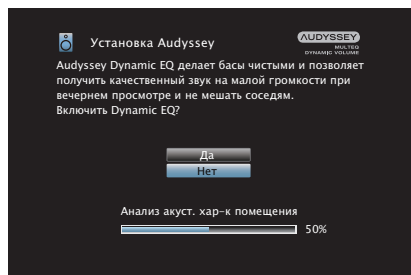 Установка Audyssey
AUDYSSEY
MULTEQ
DYNAMIC VOLUME
Audyssey Dynamic EQ делает басы чистыми и позволяет
получить качественный звук на малой громкости при
вечернем просмотре и не мешать соседям.
Включить Dynamic EQ?
Да
Нет
Анализ акуст. хар-к помещения
50%